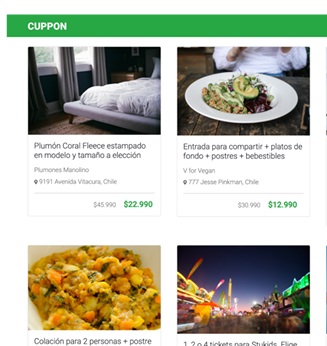 CUPPON
Plumón Coral Fleece estampado
en modelo y tamaño a elección
Plumones Manolino
9191 Avenida Vitacura, Chile
$45.990 $22.990
Entrada para compartir + platos de
fondo + postres + bebestibles
V for Vegan
777 Jesse Pinkman, Chile
$30.990 $12.990
Colación para 2 personas + postre
1, 2 o 4 tickets para Stukids. Elige